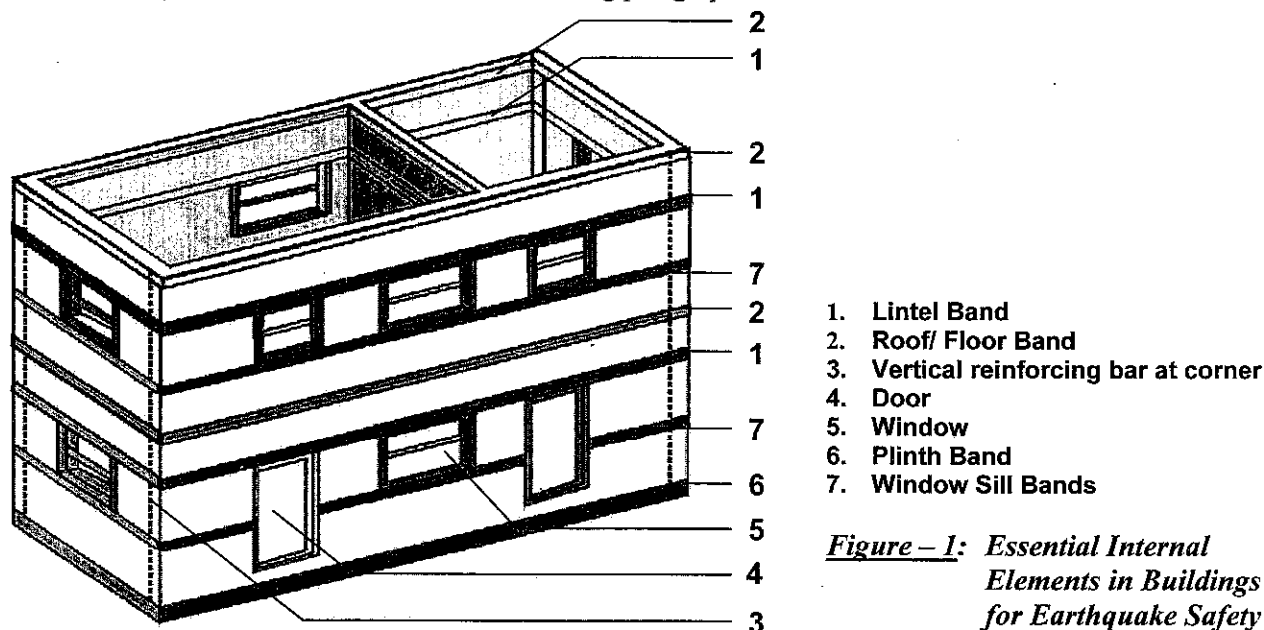 2
1
2
1
7
2
1
7
6
5
4
3
1. Lintel Band
2. Roof/ Floor Band
3. Vertical reinforcing bar at corner
4. Door
5. Window
6. Plinth Band
7. Window Sill Bands
Figure – 1: Essential Internal
Elements in Buildings
for Earthquake Safety